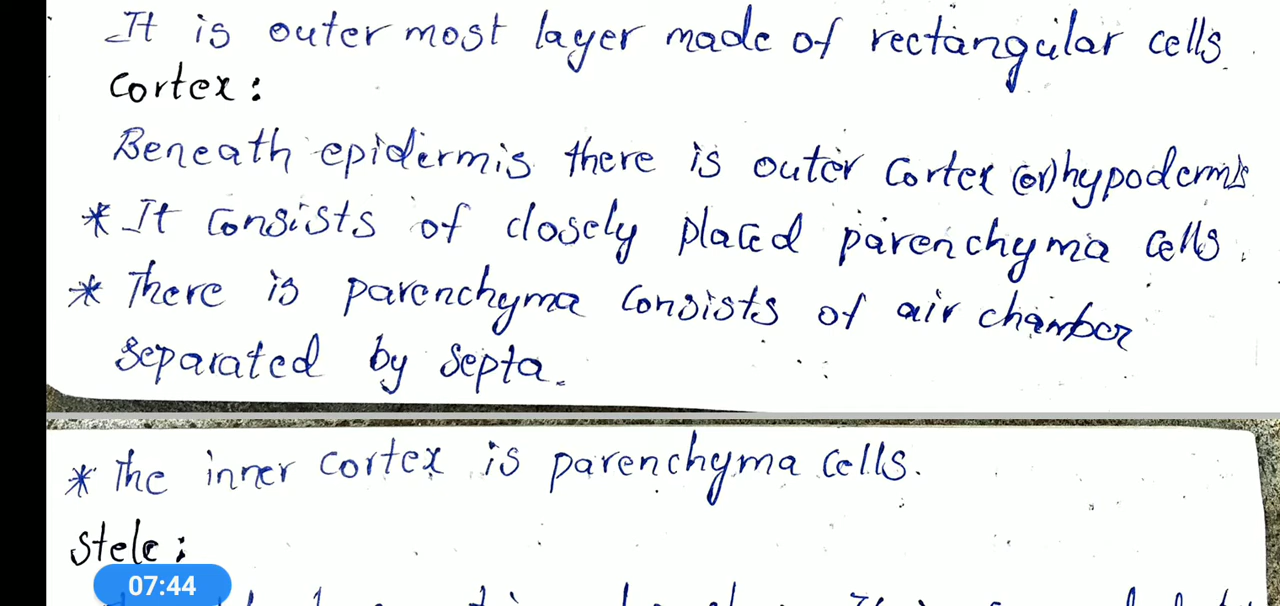 It is outer most layer made of rectangular cells.
Cortex:
Beneath epidermis there is outer Cortex (or) hypodermis
* It consists of closely placed parenchyma cells.
* There is parenchyma consists of air chamber
separated by septa.
* The inner cortex is parenchyma cells.
Stele:
07:44